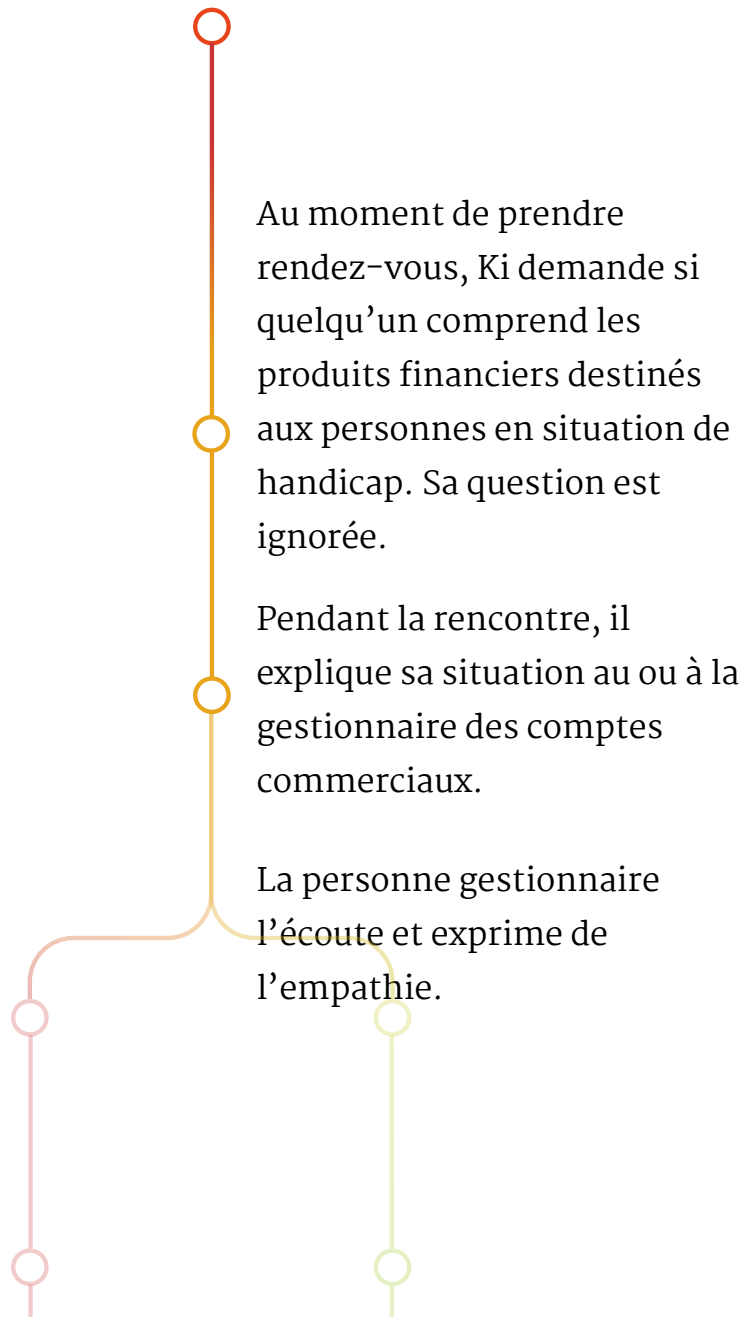 Au moment de prendre
rendez-vous, Ki demande si
quelqu’un comprend les
produits financiers destinés
aux personnes en situation de
handicap. Sa question est
ignorée.
Pendant la rencontre, il
explique sa situation au ou à la
gestionnaire des comptes
commerciaux.
La personne gestionnaire
l’écoute et exprime de
l’empathie.